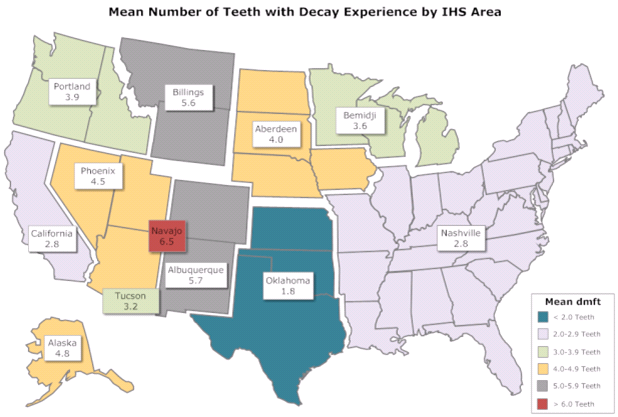 Mean Number of Teeth with Decay Experience by IHS Area
Portland
3.9
Billings
5.6
Aberdeen
4.0
Bemidji
3.6
Phoenix
4.5
Navajo
6.5
California
2.8
Nashville
2.8
Albuquerque
5.7
Oklahoma
1.8
Tucson
3.2
Alaska
4.8
Mean dmft
< 2.0 Teeth
2.0-2.9 Teeth
3.0-3.9 Teeth
4.0-4.9 Teeth
5.0-5.9 Teeth
> 6.0 Teeth